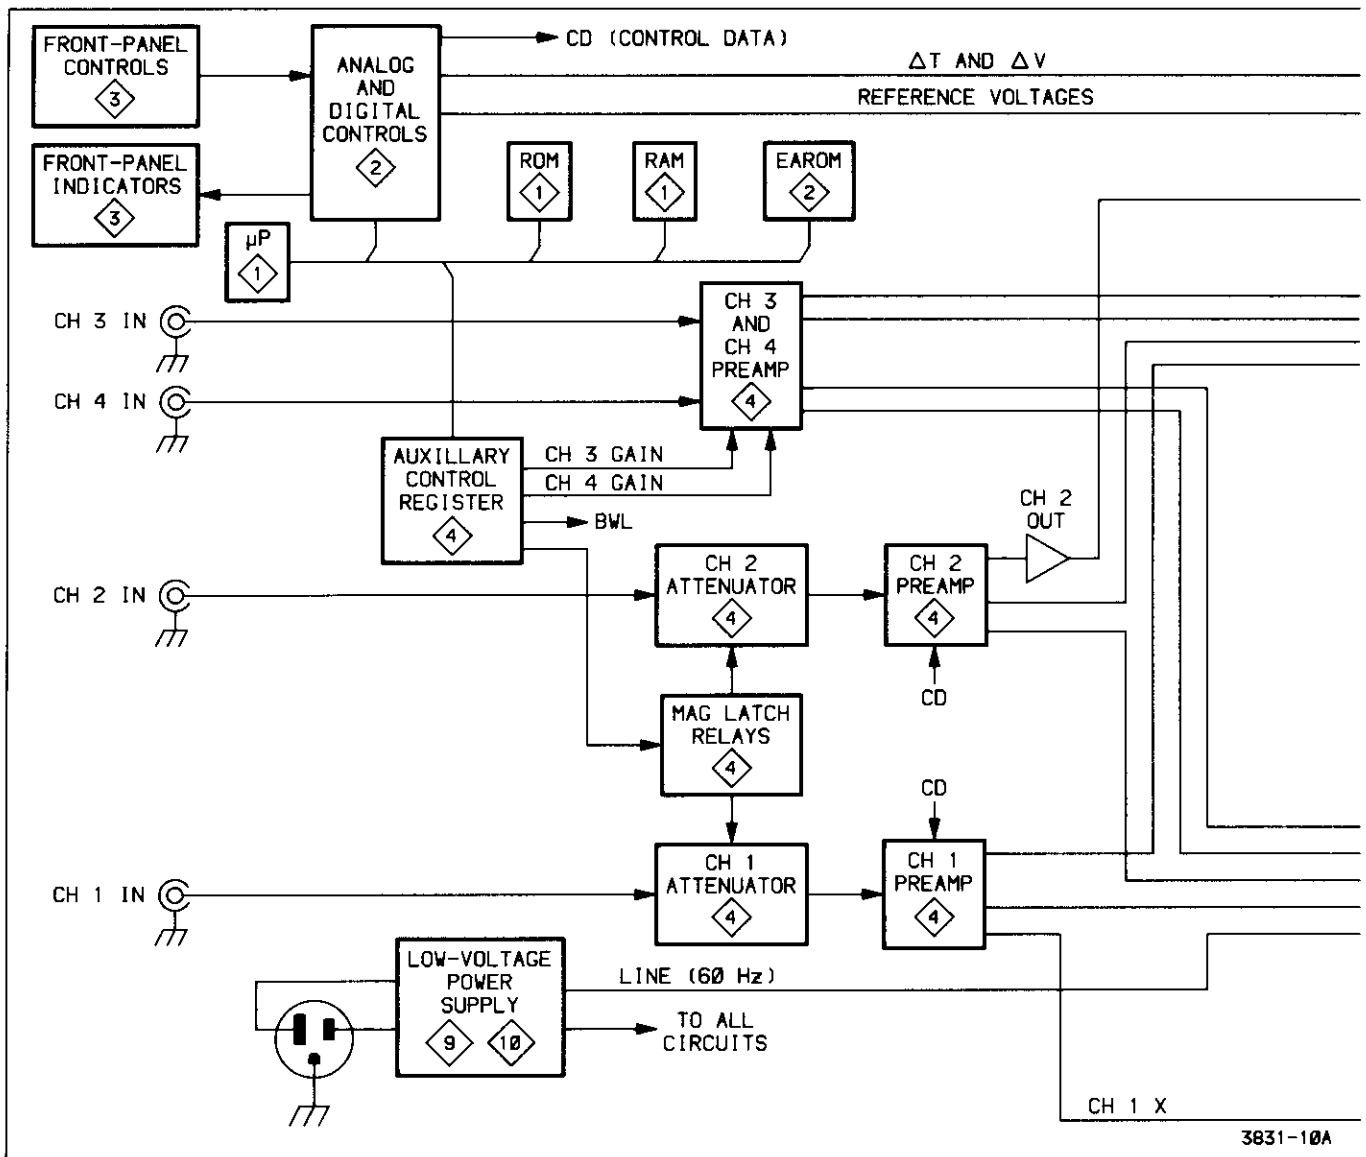 FRONT-PANEL
CONTROLS
3
FRONT-PANEL
INDICATORS
3
ANALOG
AND
DIGITAL
CONTROLS
2
CD (CONTROL DATA)
ΔT AND ΔV
REFERENCE VOLTAGES
ROM
1
RAM
1
EAROM
2
µP
1
CH 3 IN
CH 4 IN
CH 3
AND
CH 4
PREAMP
4
AUXILLARY
CONTROL
REGISTER
4
CH 3 GAIN
CH 4 GAIN
BWL
CH 2
OUT
CH 2 IN
CH 2
ATTENUATOR
4
CH 2
PREAMP
4
CD
MAG LATCH
RELAYS
4
CD
CH 1 IN
CH 1
ATTENUATOR
4
CH 1
PREAMP
4
LOW-VOLTAGE
POWER
SUPPLY
9 10
LINE (60 Hz)
TO ALL
CIRCUITS
CH 1 X
3831-10A